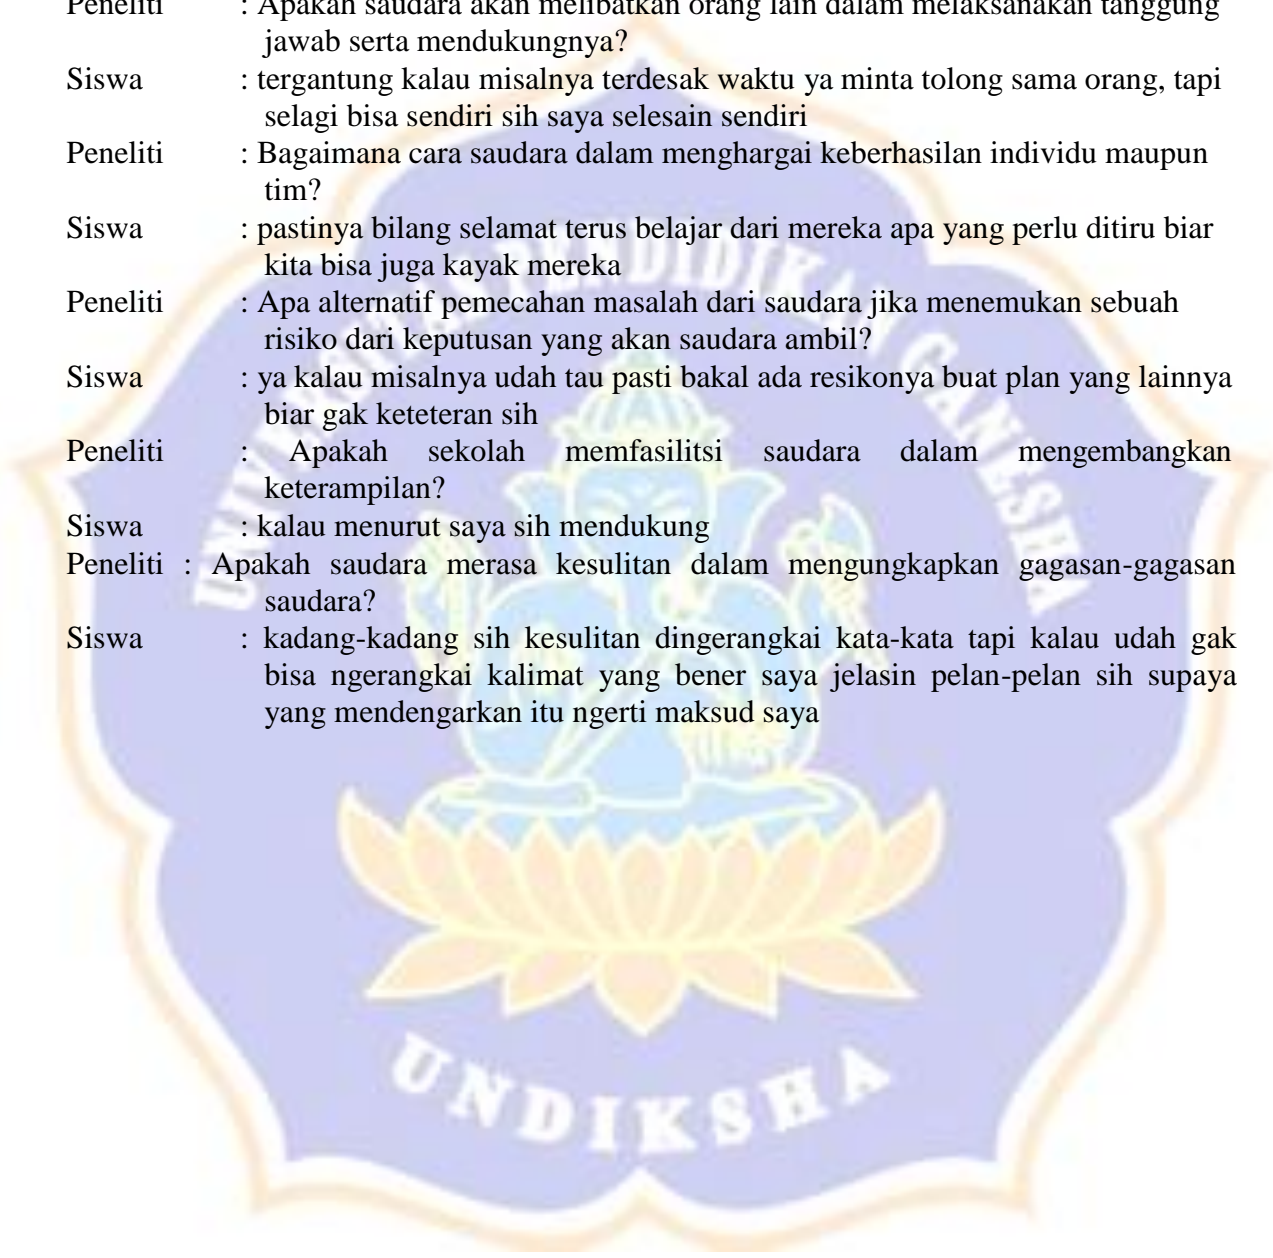 Peneliti : Apakah saudara akan melibatkan orang lain dalam melaksanakan tanggung
jawab serta mendukungnya?
Siswa : tergantung kalau misalnya terdesak waktu ya minta tolong sama orang, tapi
selagi bisa sendiri sih saya selesain sendiri
Peneliti : Bagaimana cara saudara dalam menghargai keberhasilan individu maupun
tim?
Siswa : pastinya bilang selamat terus belajar dari mereka apa yang perlu ditiru biar
kita bisa juga kayak mereka
Peneliti : Apa alternatif pemecahan masalah dari saudara jika menemukan sebuah
risiko dari keputusan yang akan saudara ambil?
Siswa : ya kalau misalnya udah tau pasti bakal ada resikonya buat plan yang lainnya
biar gak keteteran sih
Peneliti : Apakah sekolah memfasilitsi saudara dalam mengembangkan
keterampilan?
Siswa : kalau menurut saya sih mendukung
Peneliti : Apakah saudara merasa kesulitan dalam mengungkapkan gagasan-gagasan
saudara?
Siswa : kadang-kadang sih kesulitan dingerangkai kata-kata tapi kalau udah gak
bisa ngerangkai kalimat yang bener saya jelasin pelan-pelan sih supaya
yang mendengarkan itu ngerti maksud saya
UNIVERSITAS PENDIDIKAN GANESHA
UNDIKSHA